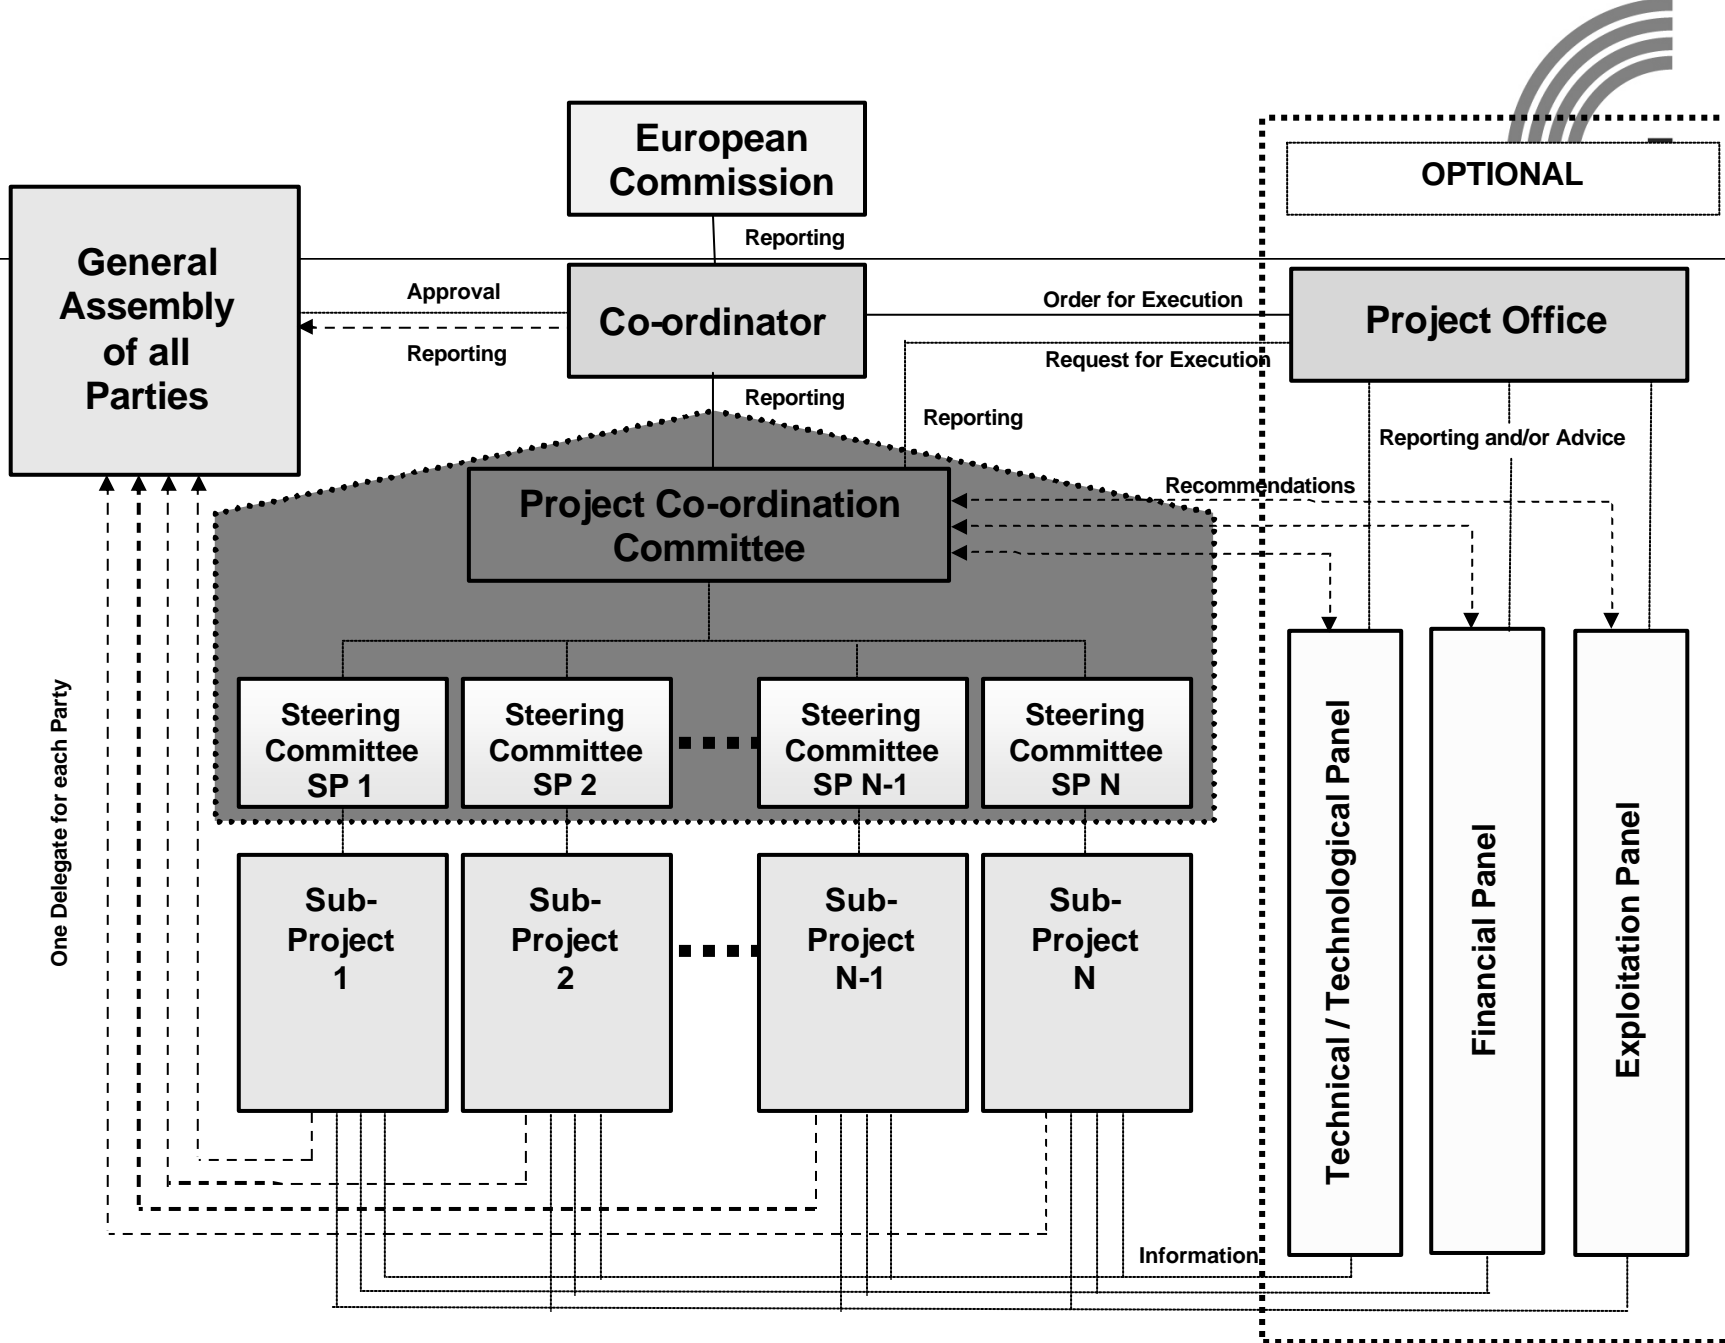 European
Commission
OPTIONAL
General
Assembly
of all
Parties
Reporting
Approval
Co-ordinator
Order for Execution
Project Office
Reporting
Request for Execution
Reporting
Reporting
Reporting and/or Advice
Project Co-ordination
Committee
Recommendations
One Delegate for each Party
Steering
Committee
SP 1
Steering
Committee
SP 2
Steering
Committee
SP N-1
Steering
Committee
SP N
Sub-
Project
1
Sub-
Project
2
Sub-
Project
N-1
Sub-
Project
N
Technical / Technological Panel
Financial Panel
Exploitation Panel
Information